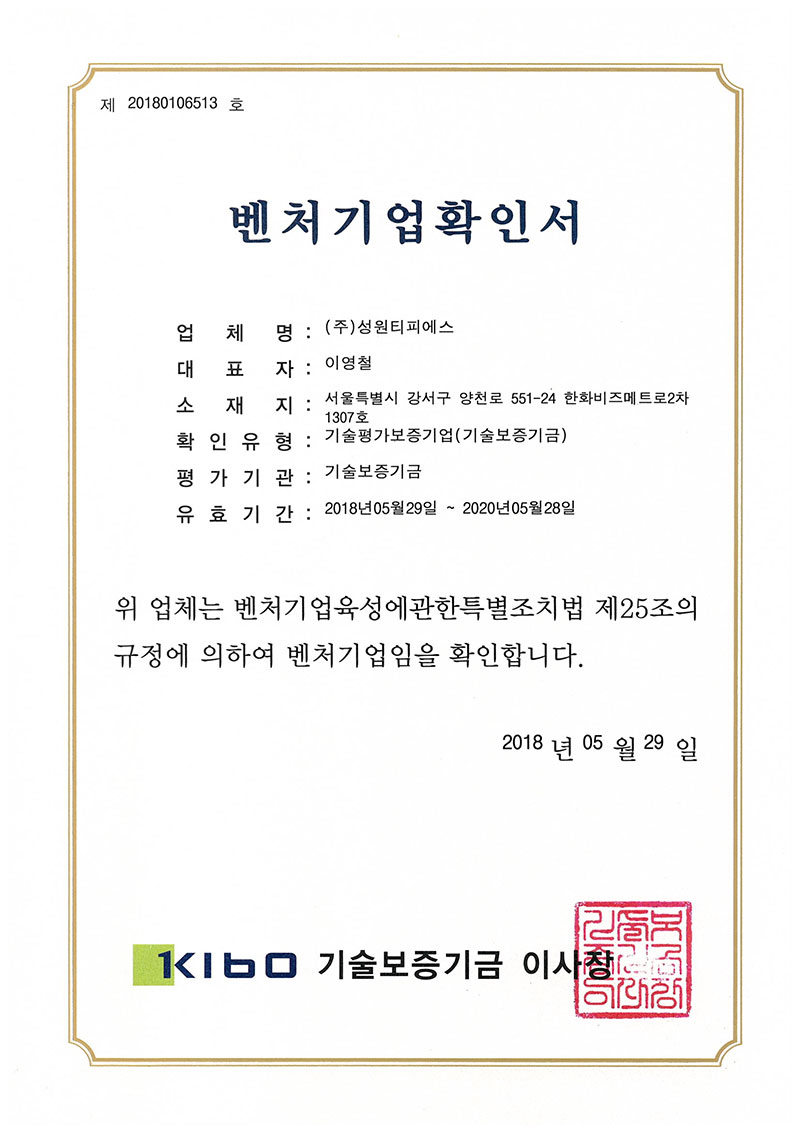 제 20180106513 호
벤처기업확인서
업 체 명 : (주)성원티피에스
대 표 자 : 이영철
소 재 지 : 서울특별시 강서구 양천로 551-24 한화비즈메트로2차
1307호
확 인 유 형 : 기술평가보증기업(기술보증기금)
평 가 기 관 : 기술보증기금
유 효 기 간 : 2018년05월29일 ~ 2020년05월28일
위 업체는 벤처기업육성에관한특별조치법 제25조의
규정에 의하여 벤처기업임을 확인합니다.
2018 년 05 월 29 일
KIBO 기술보증기금 이사장